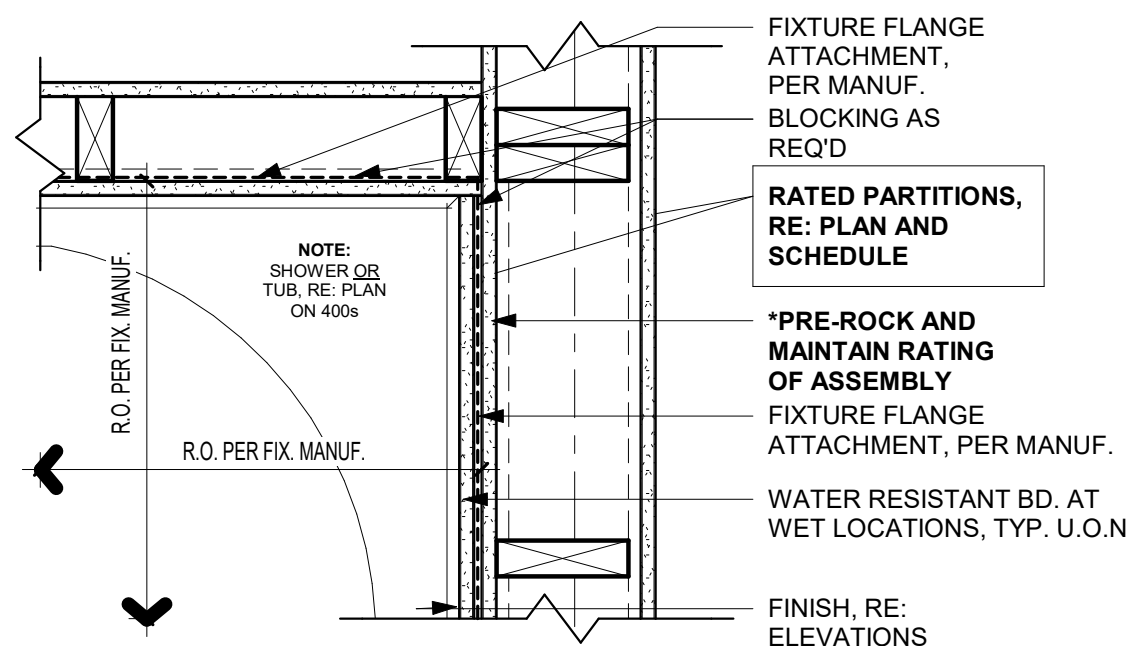 FIXTURE FLANGE
ATTACHMENT,
PER MANUF.
BLOCKING AS
REQ'D
RATED PARTITIONS,
RE: PLAN AND
SCHEDULE
*PRE-ROCK AND
MAINTAIN RATING
OF ASSEMBLY
FIXTURE FLANGE
ATTACHMENT, PER MANUF.
WATER RESISTANT BD. AT
WET LOCATIONS, TYP. U.O.N
FINISH, RE:
ELEVATIONS
NOTE:
SHOWER OR
TUB, RE: PLAN
ON 400s
R.O. PER FIX. MANUF.
R.O. PER FIX. MANUF.